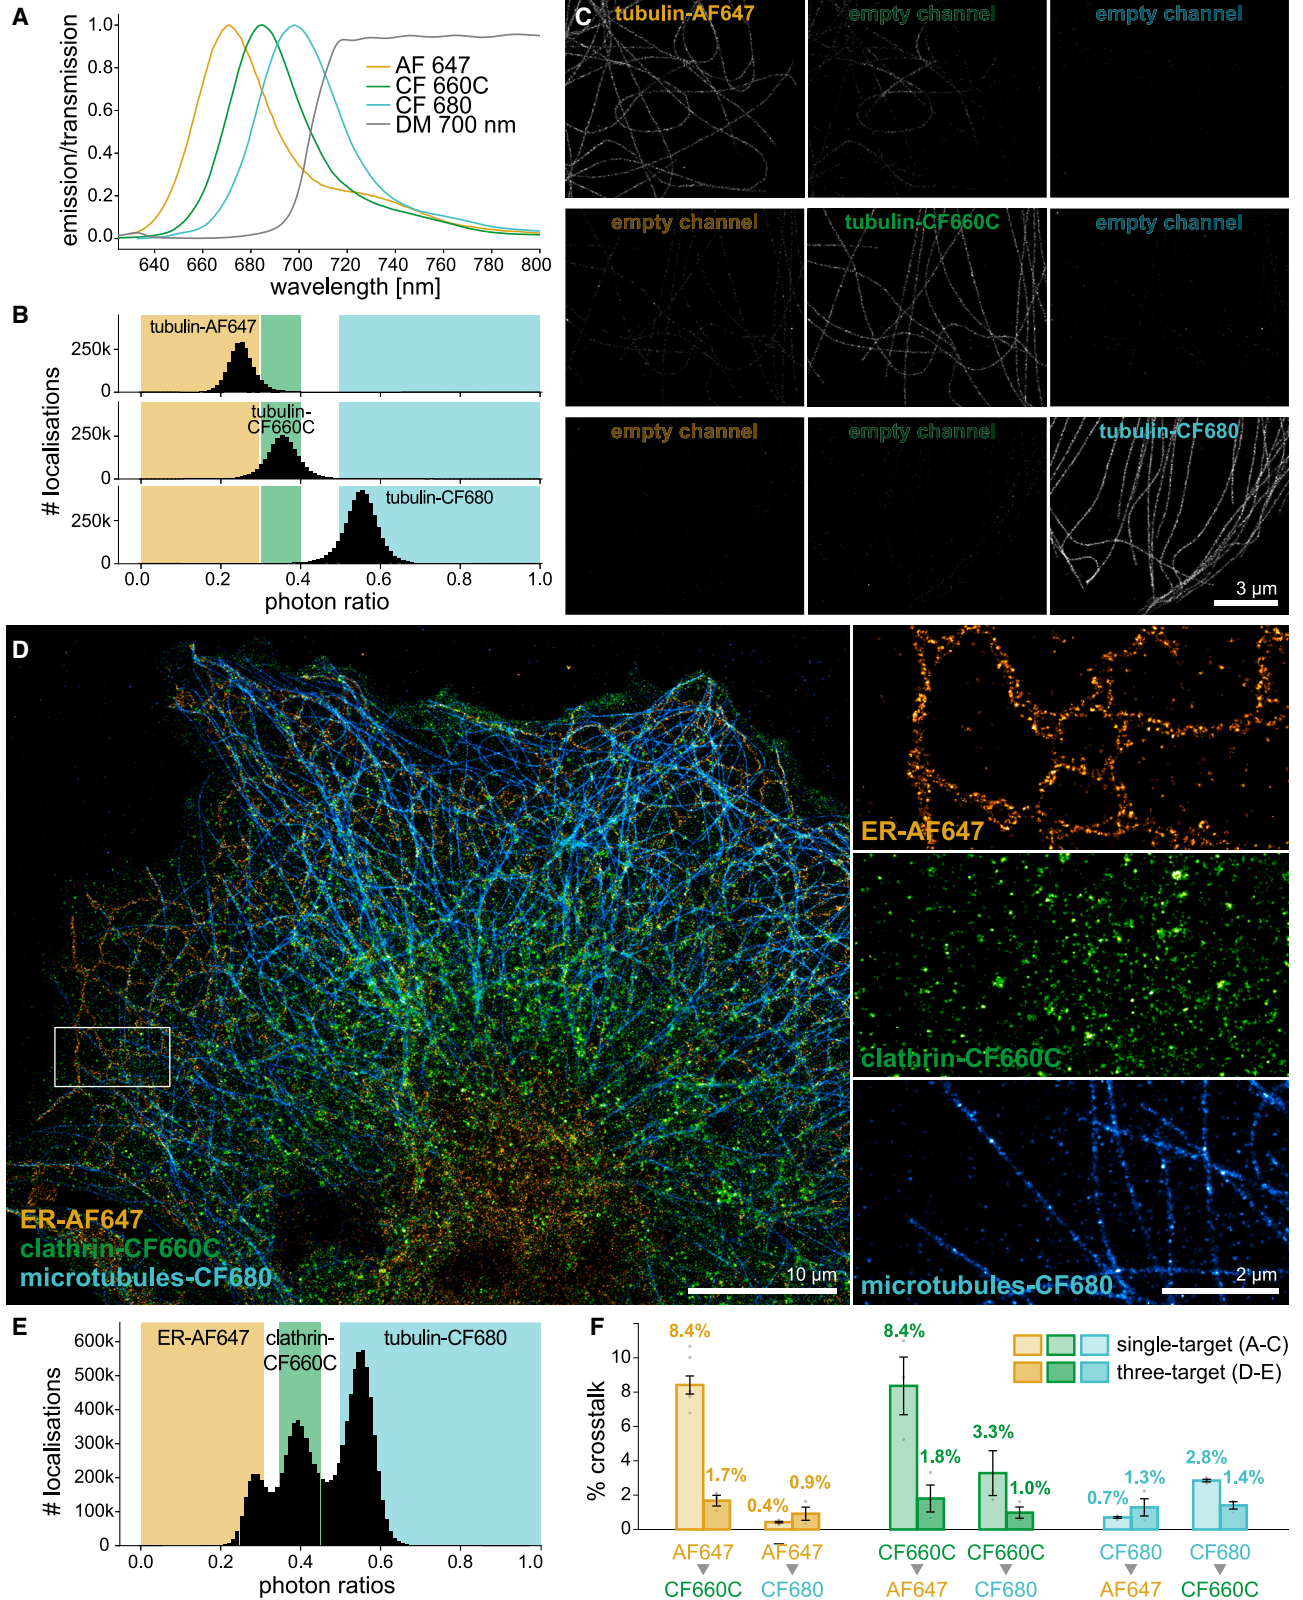 A
emission/transmission
1.0
0.8
0.6
0.4
0.2
0.0
AF 647
CF 660C
CF 680
DM 700 nm
640 660 680 700 720 740 760 780 800
wavelength [nm]
B
# localisations
tubulin-AF647
250k
0
tubulin-
CF660C
250k
0
tubulin-CF680
250k
0
0.0 0.2 0.4 0.6 0.8 1.0
photon ratio
C
tubulin-AF647 empty channel empty channel
empty channel tubulin-CF660C empty channel
empty channel empty channel tubulin-CF680
3 µm
D
ER-AF647
clathrin-CF660C
microtubules-CF680
10 µm
ER-AF647
clathrin-CF660C
microtubules-CF680
2 µm
E
# localisations
600k
500k
400k
300k
200k
100k
0
ER-AF647
clathrin-
CF660C
tubulin-CF680
0.0 0.2 0.4 0.6 0.8 1.0
photon ratios
F
% crosstalk
10
8
6
4
2
0
8.4%
1.7%
0.4%
0.9%
8.4%
1.8%
3.3%
1.0%
0.7%
1.3%
2.8%
1.4%
single-target (A-C)
three-target (D-E)
AF647 AF647 CF660C CF660C CF680 CF680
CF660C CF680 AF647 CF680 AF647 CF660C